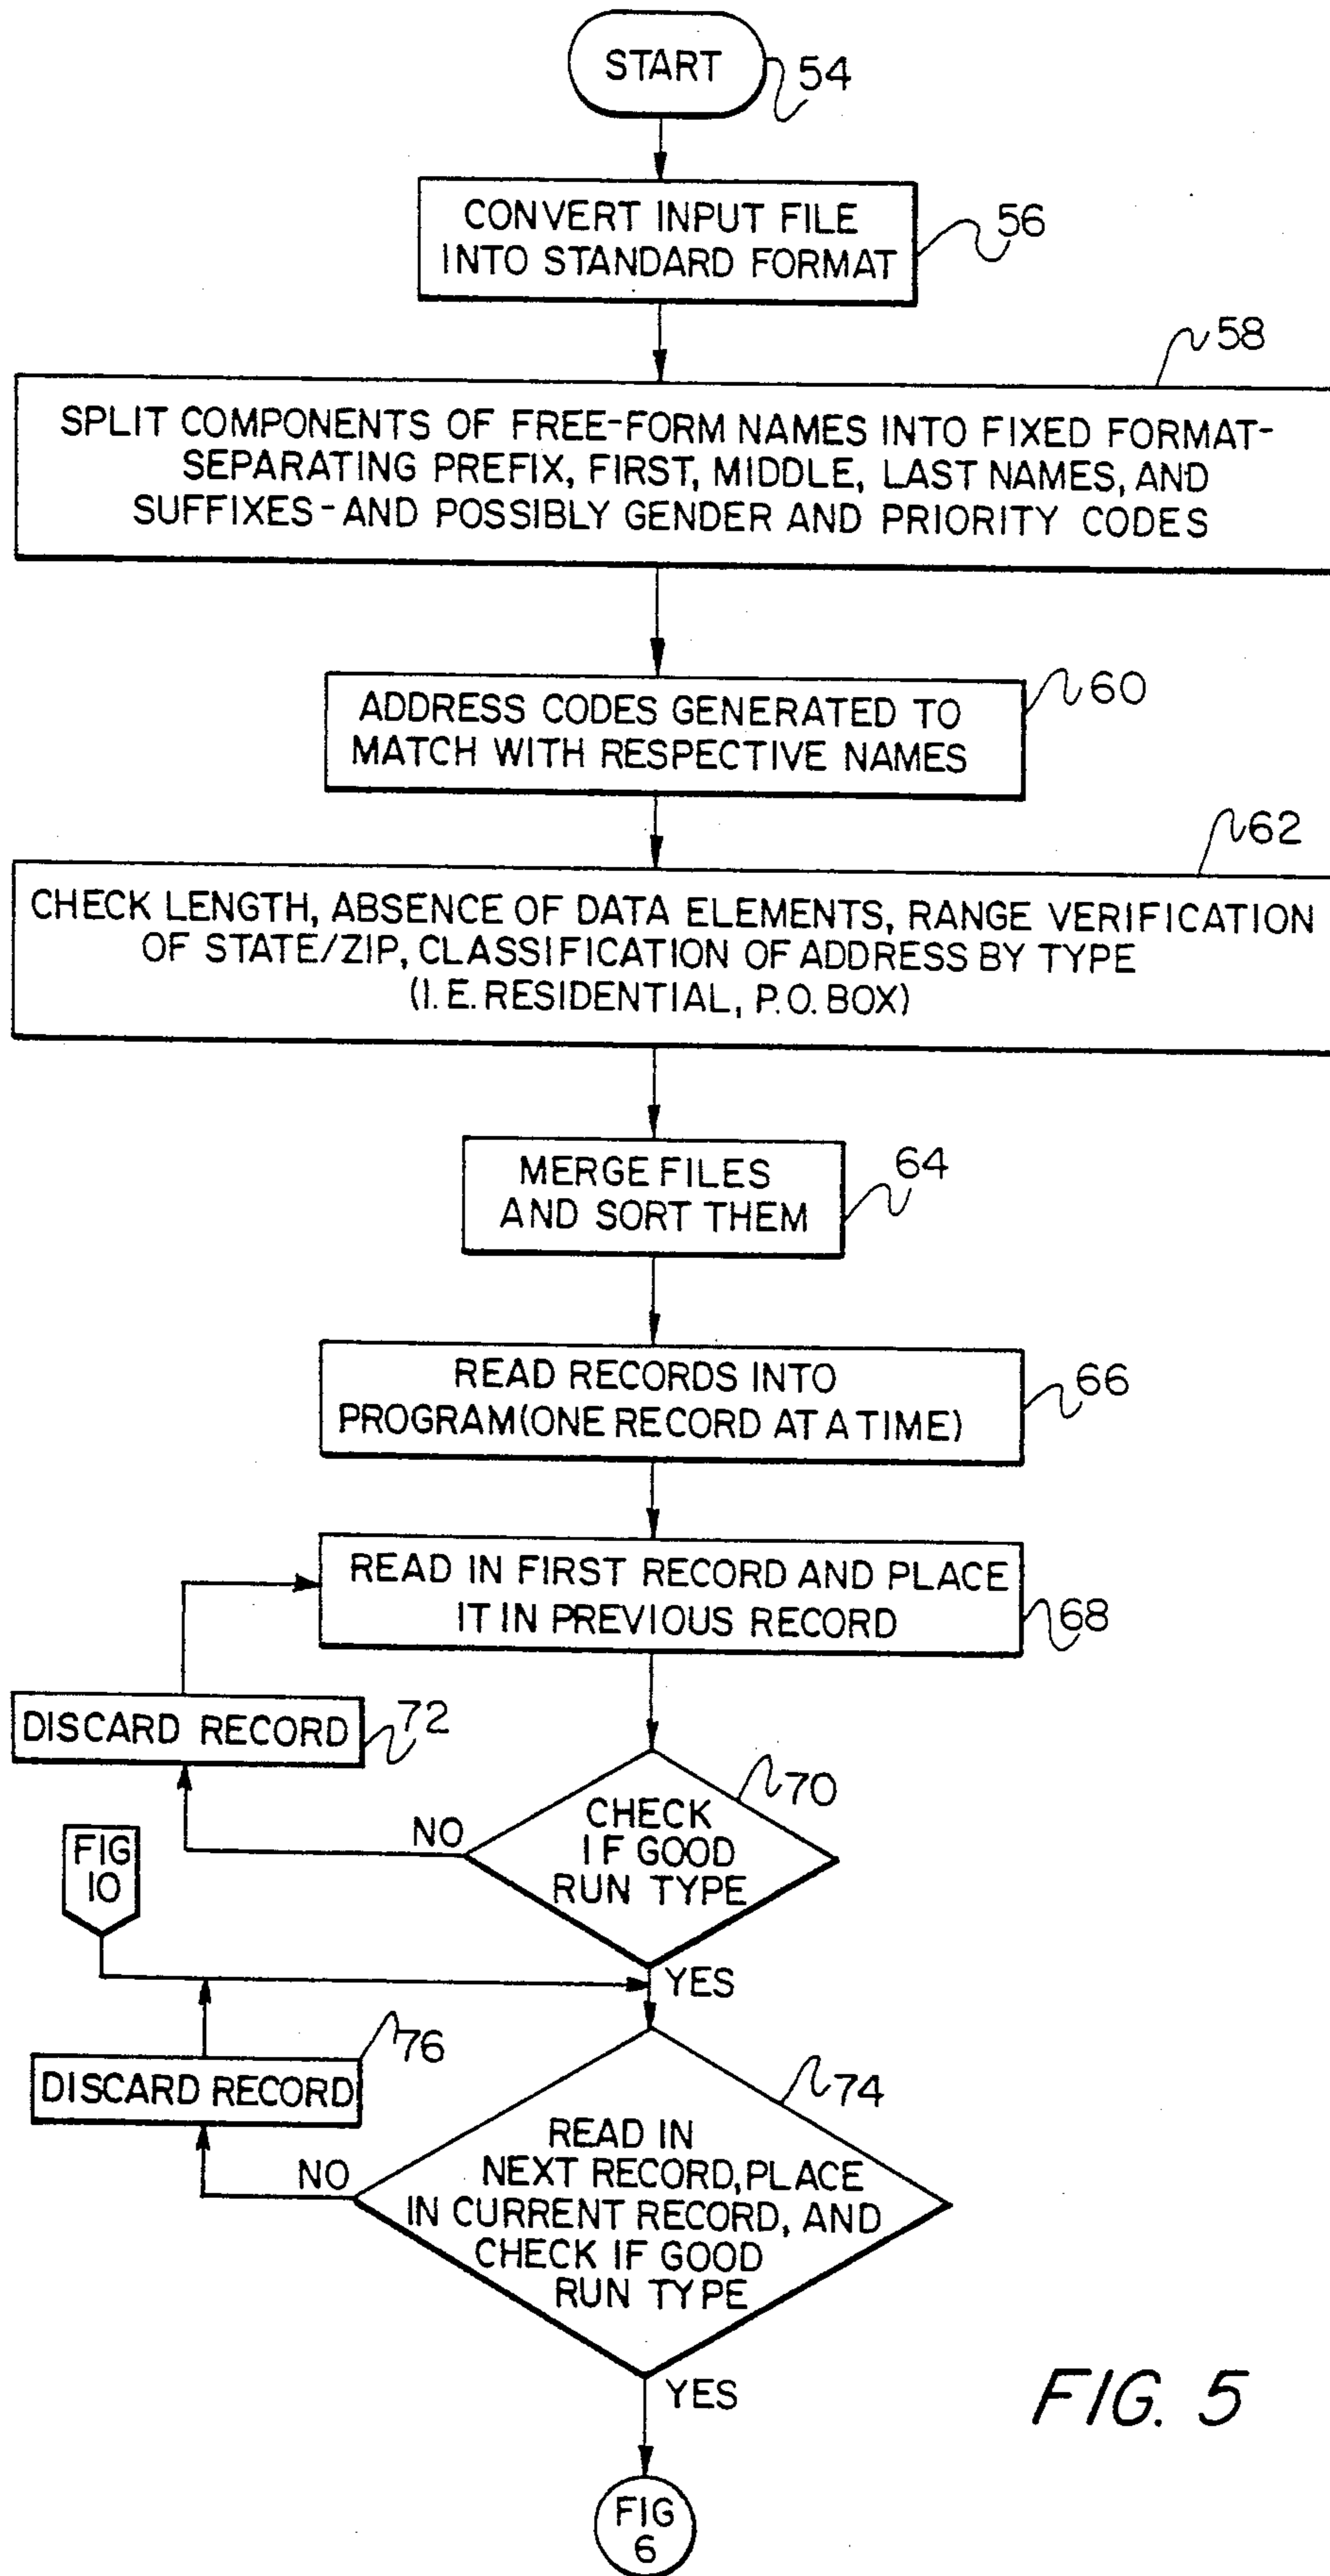 START
54
CONVERT INPUT FILE
INTO STANDARD FORMAT
56
58
SPLIT COMPONENTS OF FREE-FORM NAMES INTO FIXED FORMAT-
SEPARATING PREFIX, FIRST, MIDDLE, LAST NAMES, AND
SUFFIXES-AND POSSIBLY GENDER AND PRIORITY CODES
60
ADDRESS CODES GENERATED TO
MATCH WITH RESPECTIVE NAMES
62
CHECK LENGTH, ABSENCE OF DATA ELEMENTS, RANGE VERIFICATION
OF STATE/ZIP, CLASSIFICATION OF ADDRESS BY TYPE
(I.E. RESIDENTIAL, P.O. BOX)
MERGE FILES
AND SORT THEM
64
READ RECORDS INTO
PROGRAM(ONE RECORD AT A TIME)
66
READ IN FIRST RECORD AND PLACE
IT IN PREVIOUS RECORD
68
DISCARD RECORD
72
70
CHECK
IF GOOD
RUN TYPE
NO
FIG
10
YES
76
DISCARD RECORD
74
READ IN
NEXT RECORD, PLACE
IN CURRENT RECORD, AND
CHECK IF GOOD
RUN TYPE
NO
YES
FIG. 5
FIG
6